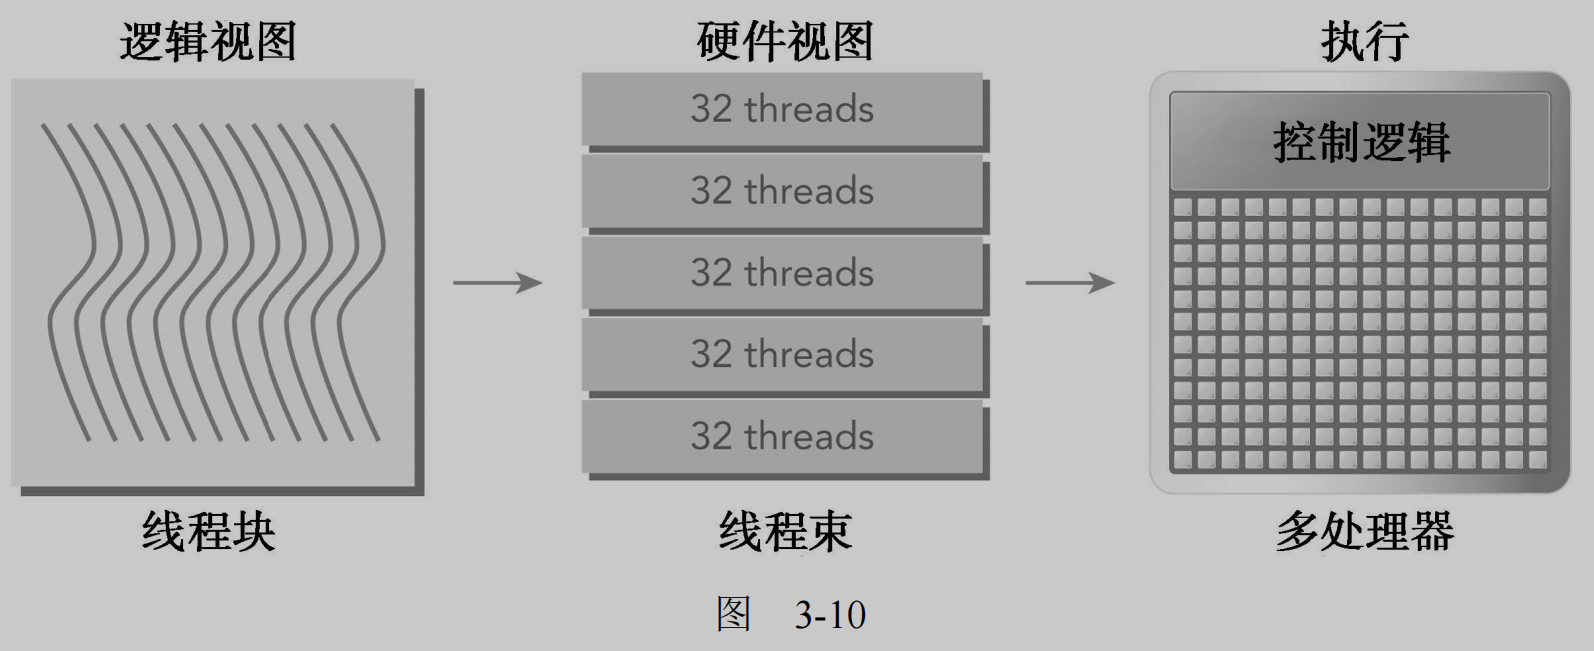 逻辑视图
硬件视图
执行
32 threads
32 threads
32 threads
32 threads
32 threads
控制逻辑
线程块
线程束
多处理器
图 3-10